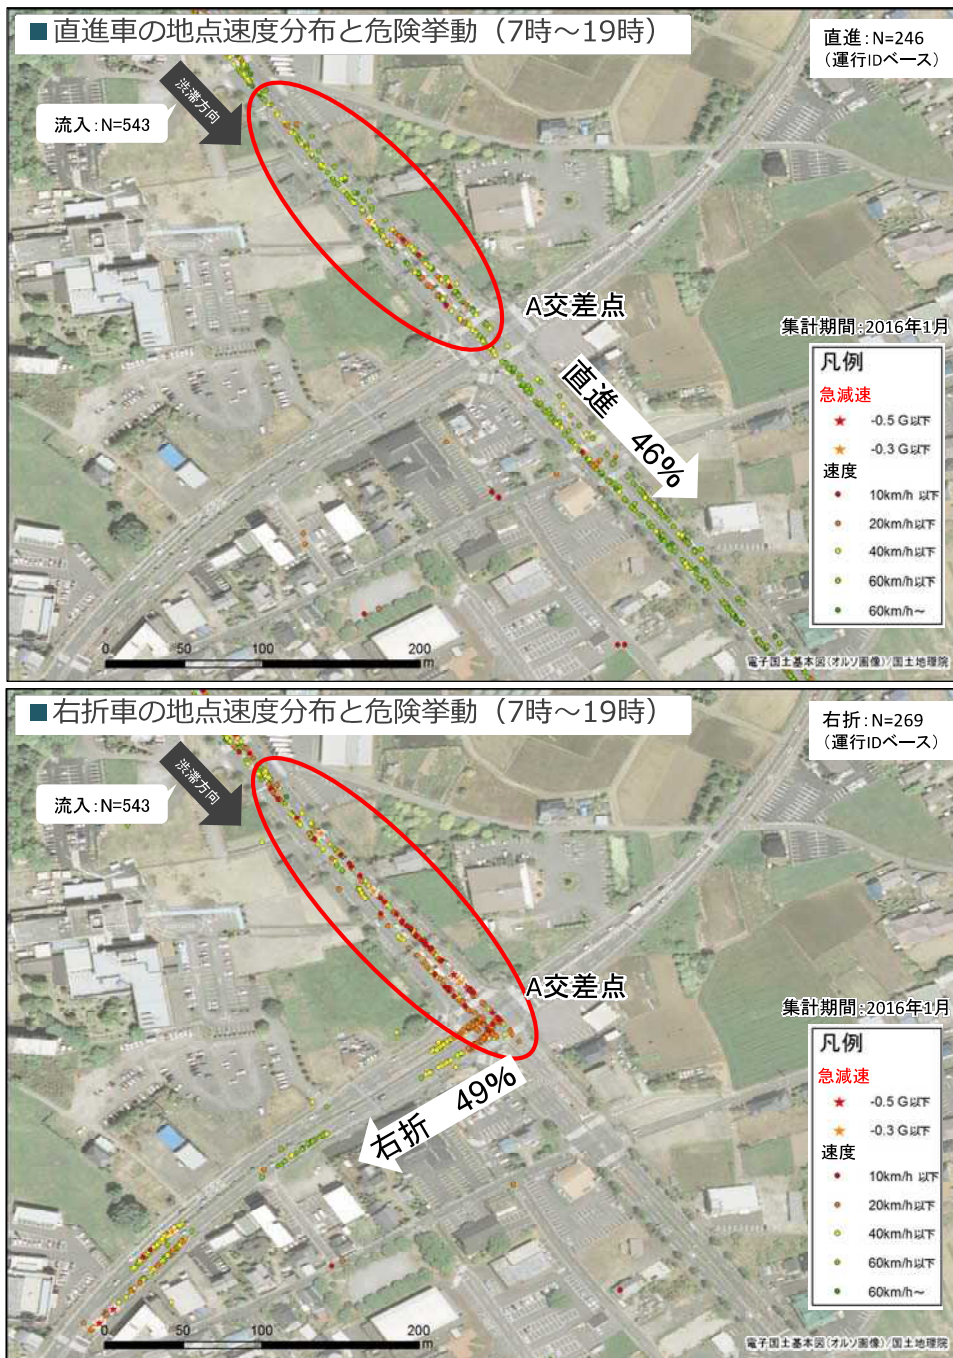 ■直進車の地点速度分布と危険挙動（7時～19時）
直進：N=246
（運行IDベース）
渋滞方向
流入：N=543
A交差点
集計期間：2016年1月
直進 46%
凡例
急減速
-0.5 G以下
-0.3 G以下
速度
10km/h 以下
20km/h以下
40km/h以下
60km/h以下
60km/h～
0 50 100 200
m
電子国土基本図(オルソ画像)/国土地理院
■右折車の地点速度分布と危険挙動（7時～19時）
右折：N=269
（運行IDベース）
渋滞方向
流入：N=543
A交差点
集計期間：2016年1月
右折 49%
凡例
急減速
-0.5 G以下
-0.3 G以下
速度
10km/h 以下
20km/h以下
40km/h以下
60km/h以下
60km/h～
0 50 100 200
m
電子国土基本図(オルソ画像)/国土地理院